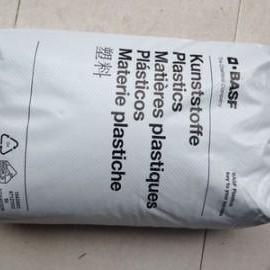 BASF
The Chemical Company
Kunststoffe
Plastics
Matières plastiques
Plásticos
Materie plastiche
塑料